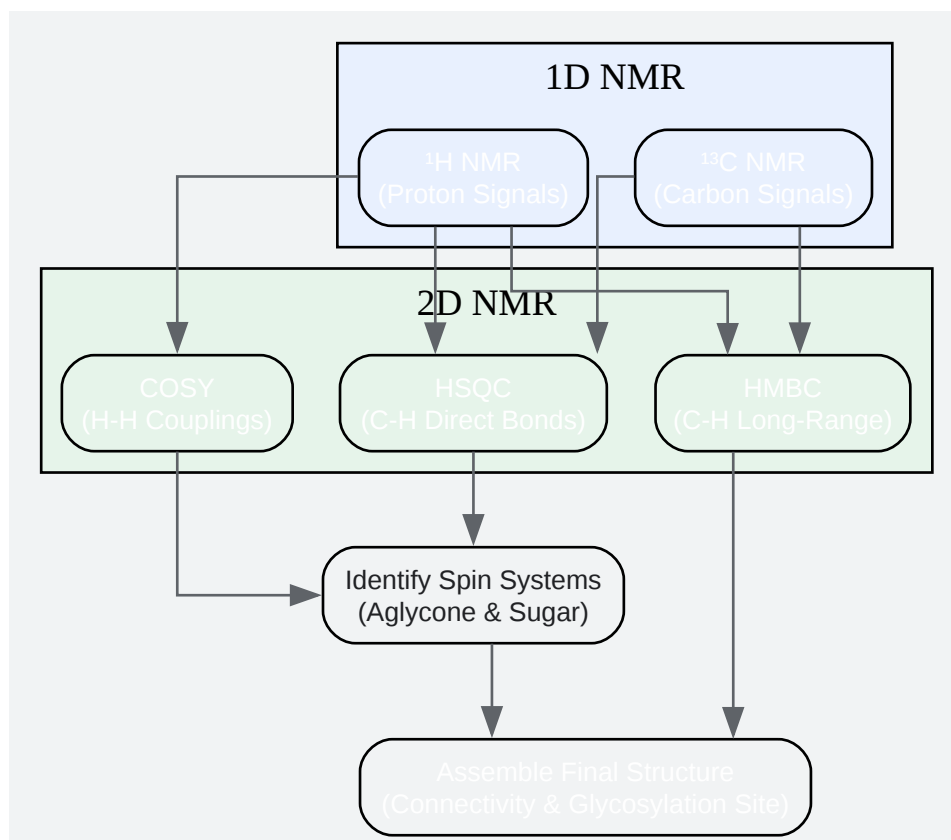 1D NMR
¹H NMR
(Proton Signals)
¹³C NMR
(Carbon Signals)
2D NMR
COSY
(H-H Couplings)
HSQC
(C-H Direct Bonds)
HMBC
(C-H Long-Range)
Identify Spin Systems
(Aglycone & Sugar)
Assemble Final Structure
(Connectivity & Glycosylation Site)